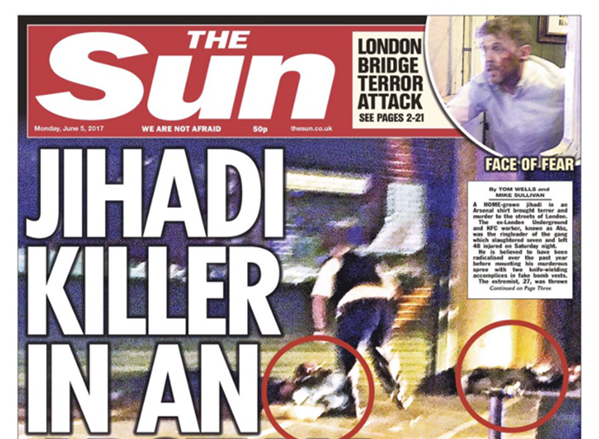 THE
Sun
LONDON
BRIDGE
TERROR
ATTACK
SEE PAGES 2-21
Monday, June 5, 2017 WE ARE NOT AFRAID 50p thesun.co.uk
FACE OF FEAR
JIHADI
KILLER
IN AN
By TOM WELLS and
MIKE SULLIVAN
A HOME-grown jihadi in an
Arsenal shirt brought terror and
murder to the streets of London.
The ex-London Underground
and KFC worker, known as Abz,
was the ringleader of the gang
which slaughtered seven and left
48 injured on Saturday night.
He is believed to have been
radicalised over the past year
before mounting his murderous
spree with two knife-wielding
accomplices in fake bomb vests.
The extremist, 27, was thrown
Continued on Page Three